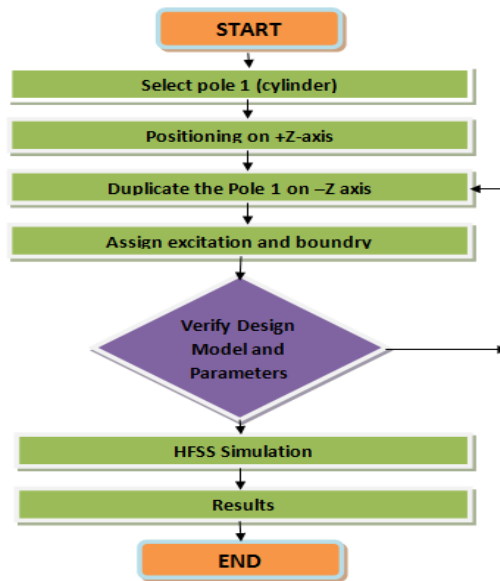 START
Select pole 1 (cylinder)
Positioning on +Z-axis
Duplicate the Pole 1 on –Z axis
Assign excitation and boundry
Verify Design
Model and
Parameters
HFSS Simulation
Results
END